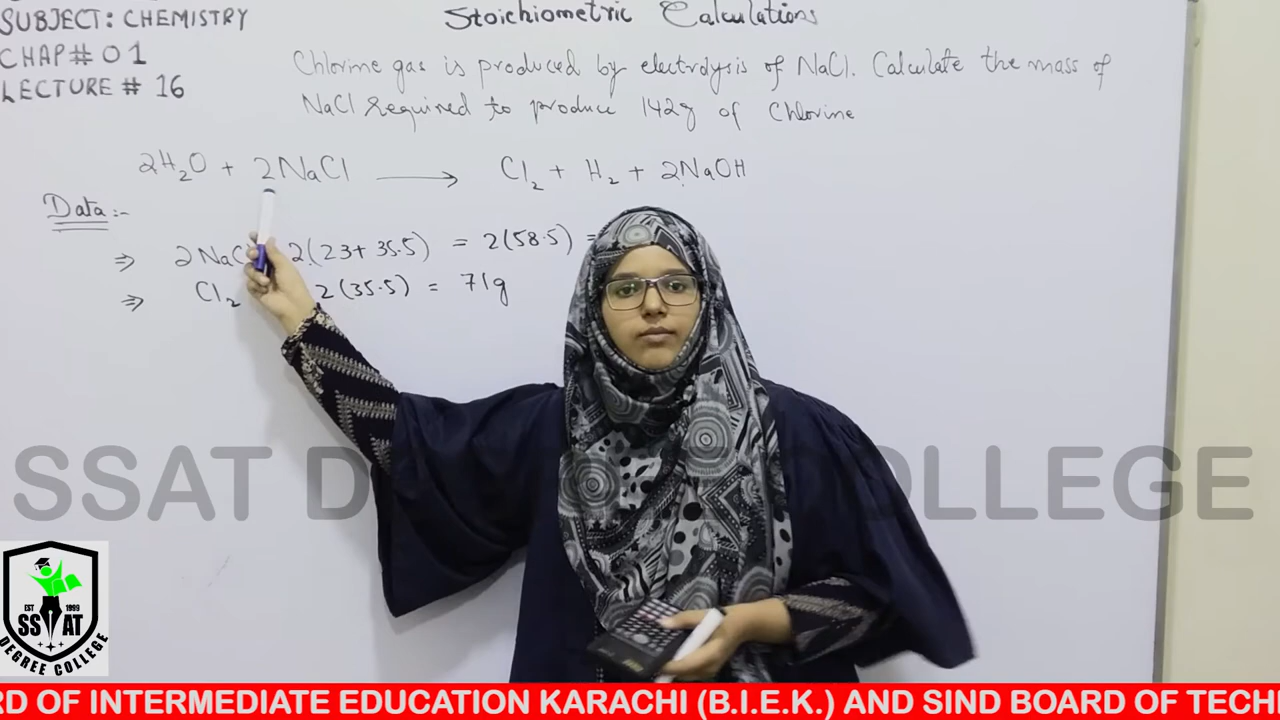 SUBJECT: CHEMISTRY
CHAP# 01
LECTURE # 16
Stoichiometric Calculations
Chlorine gas is produced by electrolysis of NaCl. Calculate the mass of
NaCl required to produce 142g of Chlorine
2H₂O + 2NaCl ⟶ Cl₂ + H₂ + 2NaOH
Data:-
⇒ 2NaC 2(23+35.5) = 2(58.5) =
⇒ Cl₂ 2(35.5) = 71g
SSAT D COLLEGE
EST 1999
SSAT
DEGREE COLLEGE
RD OF INTERMEDIATE EDUCATION KARACHI (B.I.E.K.) AND SIND BOARD OF TECH